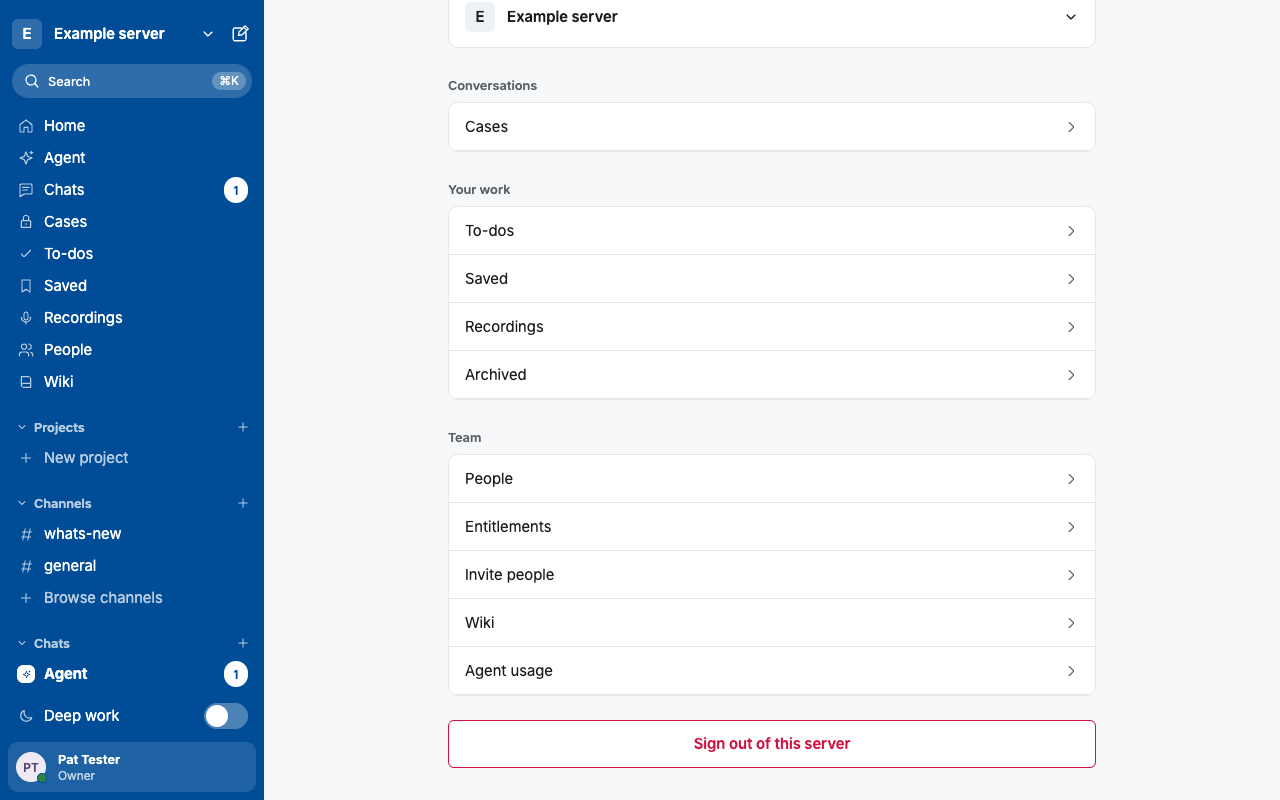 E Example server
Search ⌘K
Home
Agent
Chats 1
Cases
To-dos
Saved
Recordings
People
Wiki
Projects
New project
Channels
# whats-new
# general
Browse channels
Chats
Agent 1
Deep work
PT Pat Tester
Owner
E Example server
Conversations
Cases
Your work
To-dos
Saved
Recordings
Archived
Team
People
Entitlements
Invite people
Wiki
Agent usage
Sign out of this server